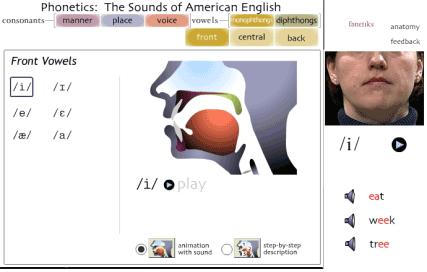 Phonetics: The Sounds of American English
consonants manner place voice vowels monophthongs diphthongs
front central back
fənɛtɪks anatomy
feedback
Front Vowels
/i/ /ɪ/
/e/ /ɛ/
/æ/ /a/
/i/ play
animation with sound
step-by-step description
/i/
eat
week
tree